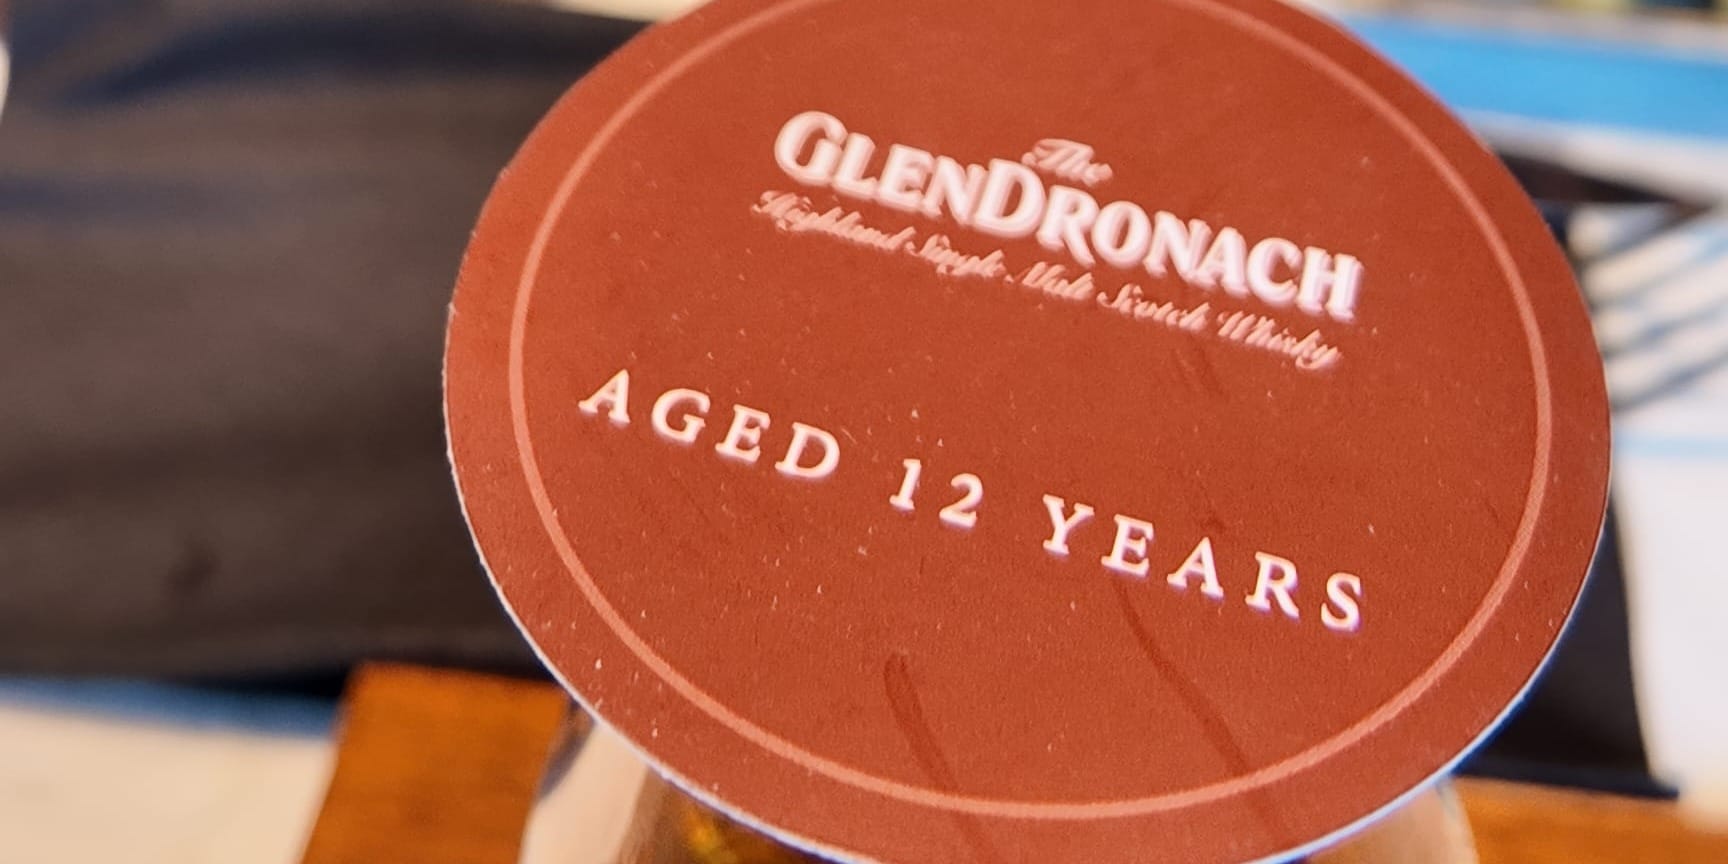 The
GLENDRONACH
Highland Single Malt Scotch Whisky
AGED 12 YEARS